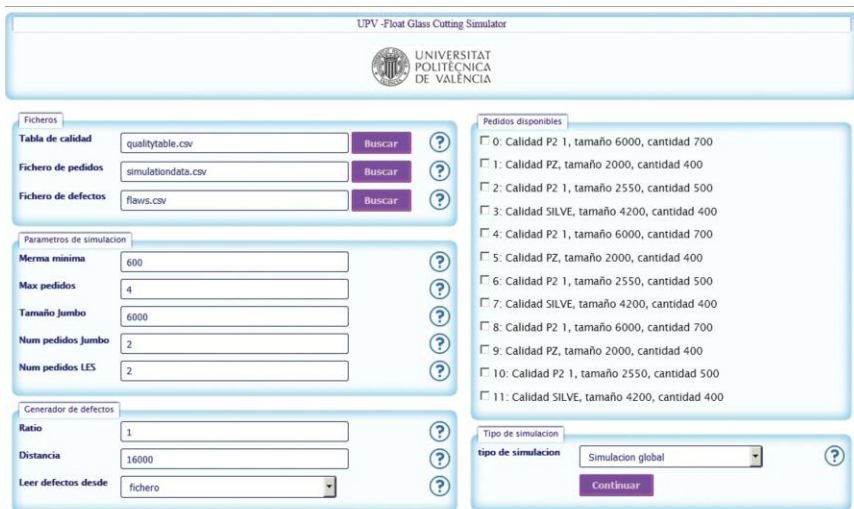 UPV -Float Glass Cutting Simulator
UNIVERSITAT
POLITÈCNICA
DE VALÈNCIA
Ficheros
Tabla de calidad
qualitytable.csv
Buscar
?
Fichero de pedidos
simulationdata.csv
Buscar
?
Fichero de defectos
flaws.csv
Buscar
?
Parametros de simulacion
Merma minima
600
?
Max pedidos
4
?
Tamaño Jumbo
6000
?
Num pedidos Jumbo
2
?
Num pedidos LES
2
?
Generador de defectos
Ratio
1
?
Distancia
16000
?
Leer defectos desde
fichero
?
Pedidos disponibles
0: Calidad P2 1, tamaño 6000, cantidad 700
1: Calidad PZ, tamaño 2000, cantidad 400
2: Calidad P2 1, tamaño 2550, cantidad 500
3: Calidad SILVE, tamaño 4200, cantidad 400
4: Calidad P2 1, tamaño 6000, cantidad 700
5: Calidad PZ, tamaño 2000, cantidad 400
6: Calidad P2 1, tamaño 2550, cantidad 500
7: Calidad SILVE, tamaño 4200, cantidad 400
8: Calidad P2 1, tamaño 6000, cantidad 700
9: Calidad PZ, tamaño 2000, cantidad 400
10: Calidad P2 1, tamaño 2550, cantidad 500
11: Calidad SILVE, tamaño 4200, cantidad 400
Tipo de simulacion
tipo de simulacion
Simulacion global
?
Continuar